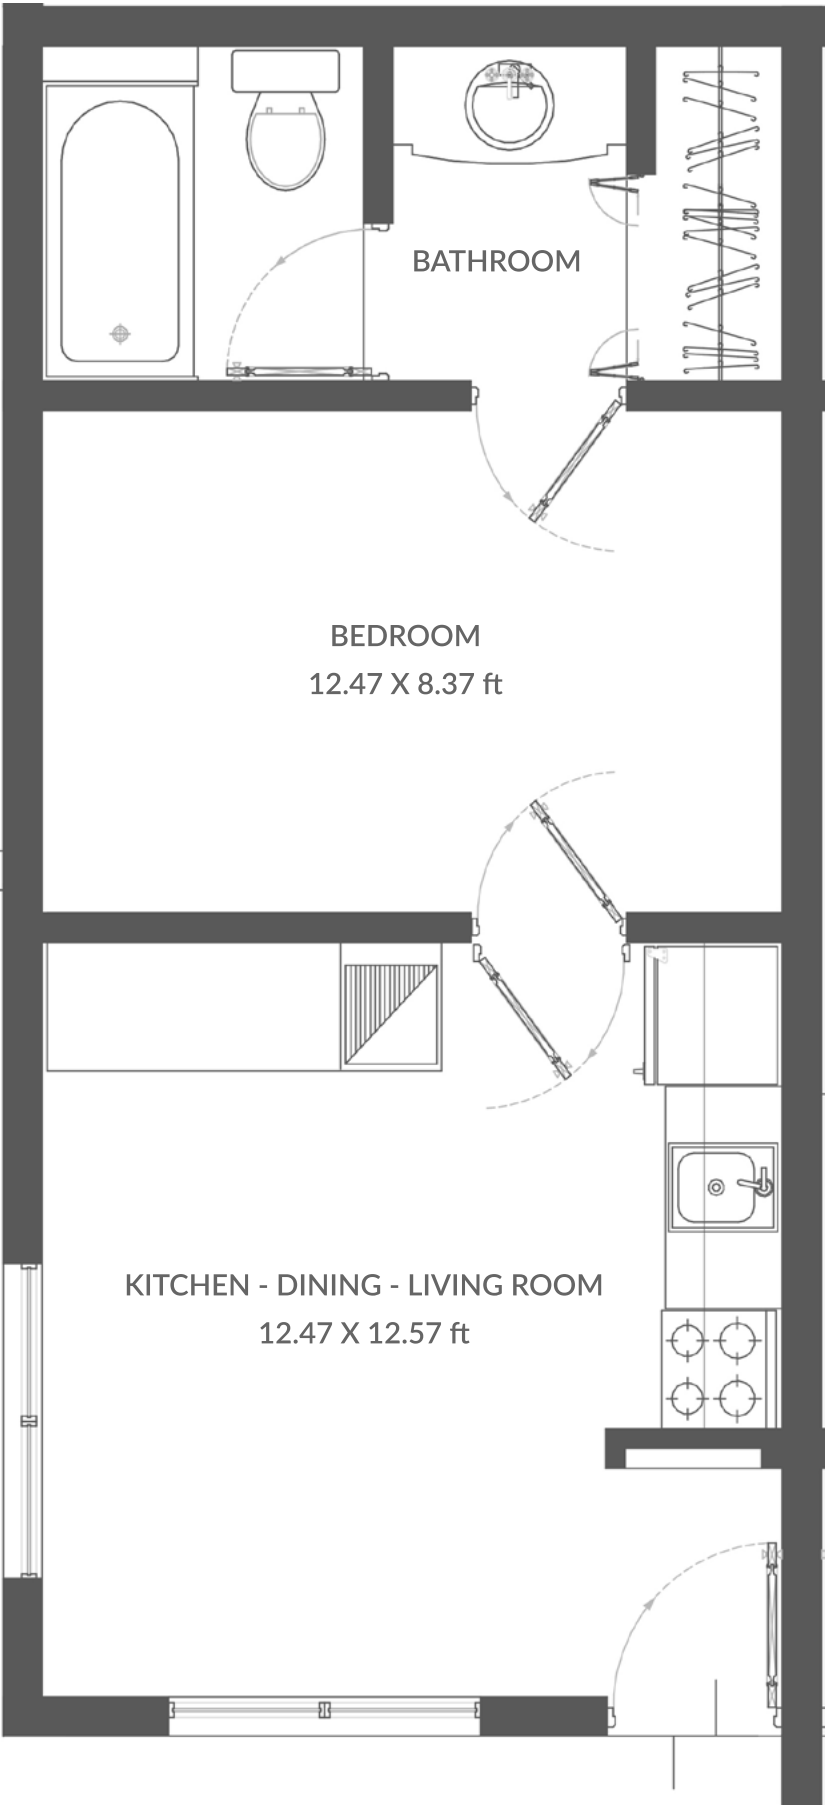 BATHROOM
BEDROOM
12.47 X 8.37 ft
KITCHEN - DINING - LIVING ROOM
12.47 X 12.57 ft